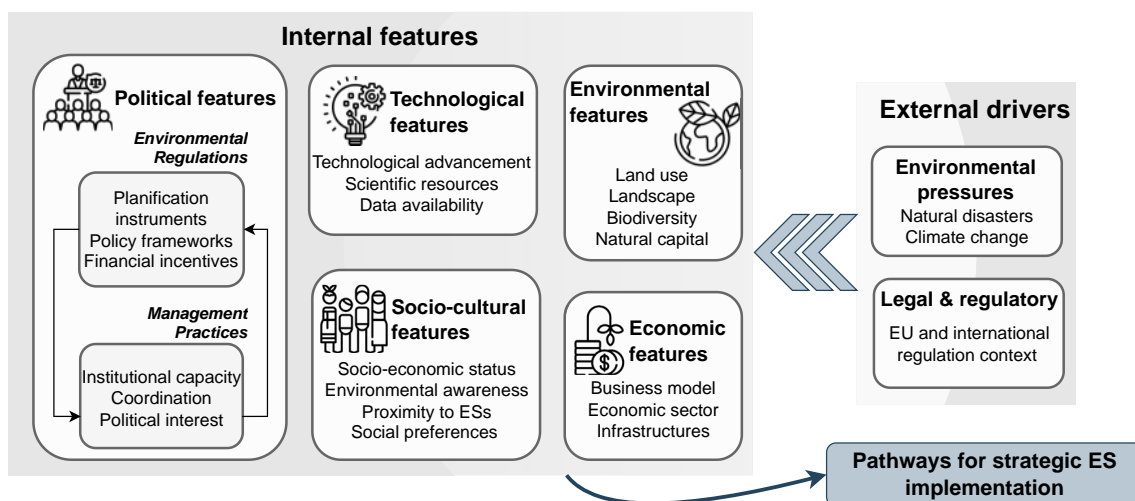 Internal features
Political features
Environmental
Regulations
Planification
instruments
Policy frameworks
Financial incentives
Management
Practices
Institutional capacity
Coordination
Political interest
Technological
features
Technological advancement
Scientific resources
Data availability
Environmental
features
Land use
Landscape
Biodiversity
Natural capital
Socio-cultural
features
Socio-economic status
Environmental awareness
Proximity to ESs
Social preferences
Economic
features
Business model
Economic sector
Infrastructures
External drivers
Environmental
pressures
Natural disasters
Climate change
Legal & regulatory
EU and international
regulation context
Pathways for strategic ES
implementation